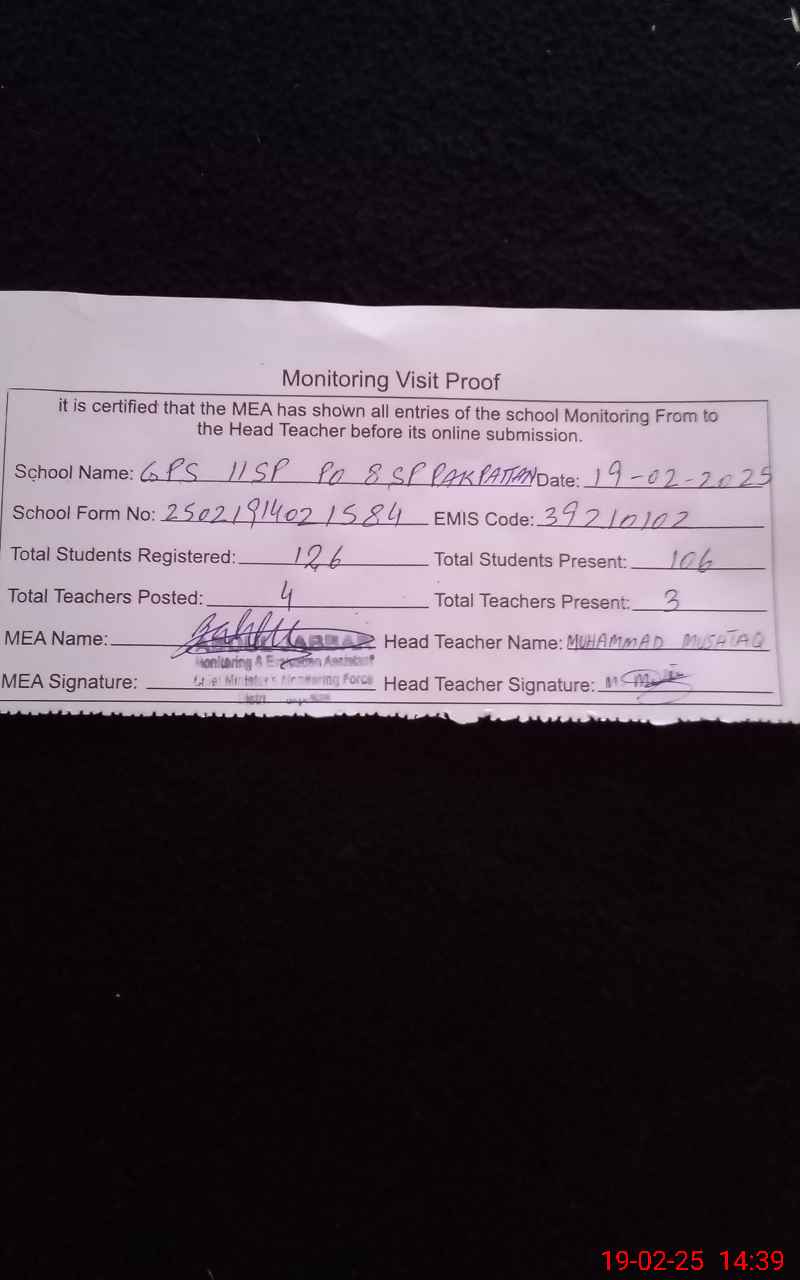 Monitoring Visit Proof
it is certified that the MEA has shown all entries of the school Monitoring From to
the Head Teacher before its online submission.
School Name: GPS 11SP PO 8 SP PAKPATTAN Date: 19-02-2025
School Form No: 25021914021584 EMIS Code: 39210102
Total Students Registered: 126 Total Students Present: 106
Total Teachers Posted: 4 Total Teachers Present: 3
MEA Name: Head Teacher Name: MUHAMMAD MUSHTAQ
Monitoring & Evaluation Assistant
MEA Signature: Monitoring Force Head Teacher Signature:
19-02-25 14:39